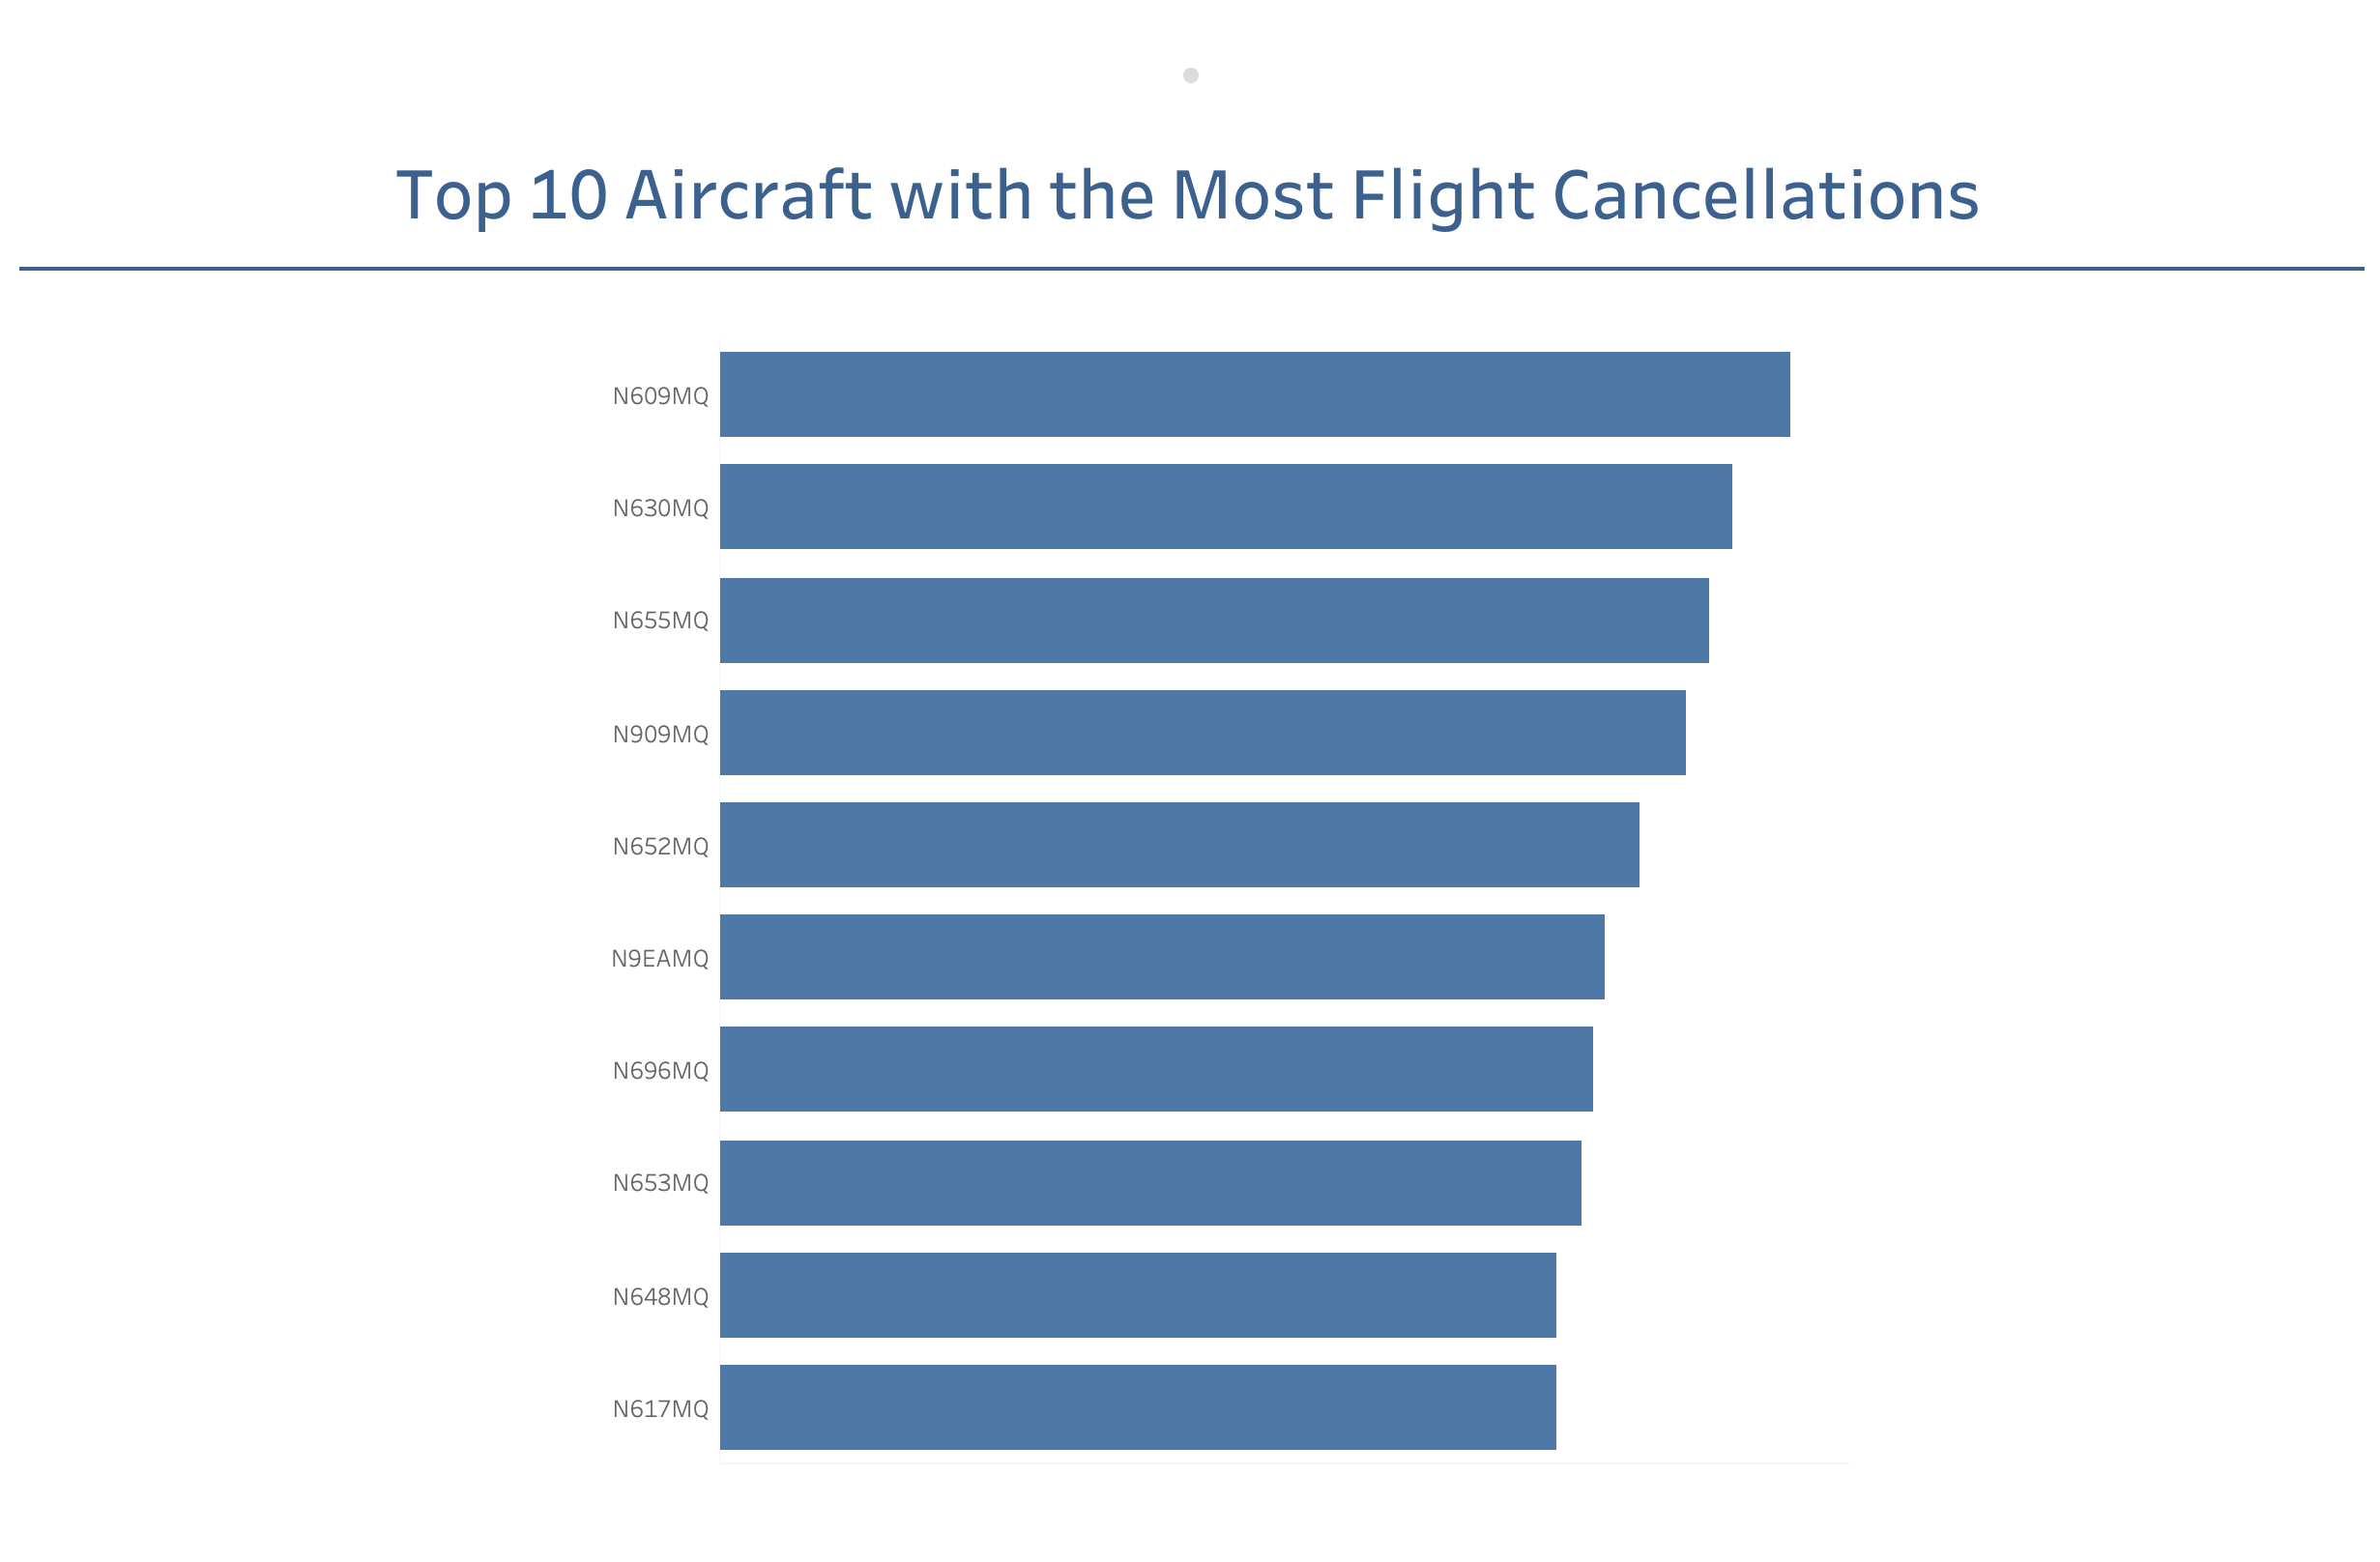 Top 10 Aircraft with the Most Flight Cancellations
N609MQ
N630MQ
N655MQ
N909MQ
N652MQ
N9EAMQ
N696MQ
N653MQ
N648MQ
N617MQ